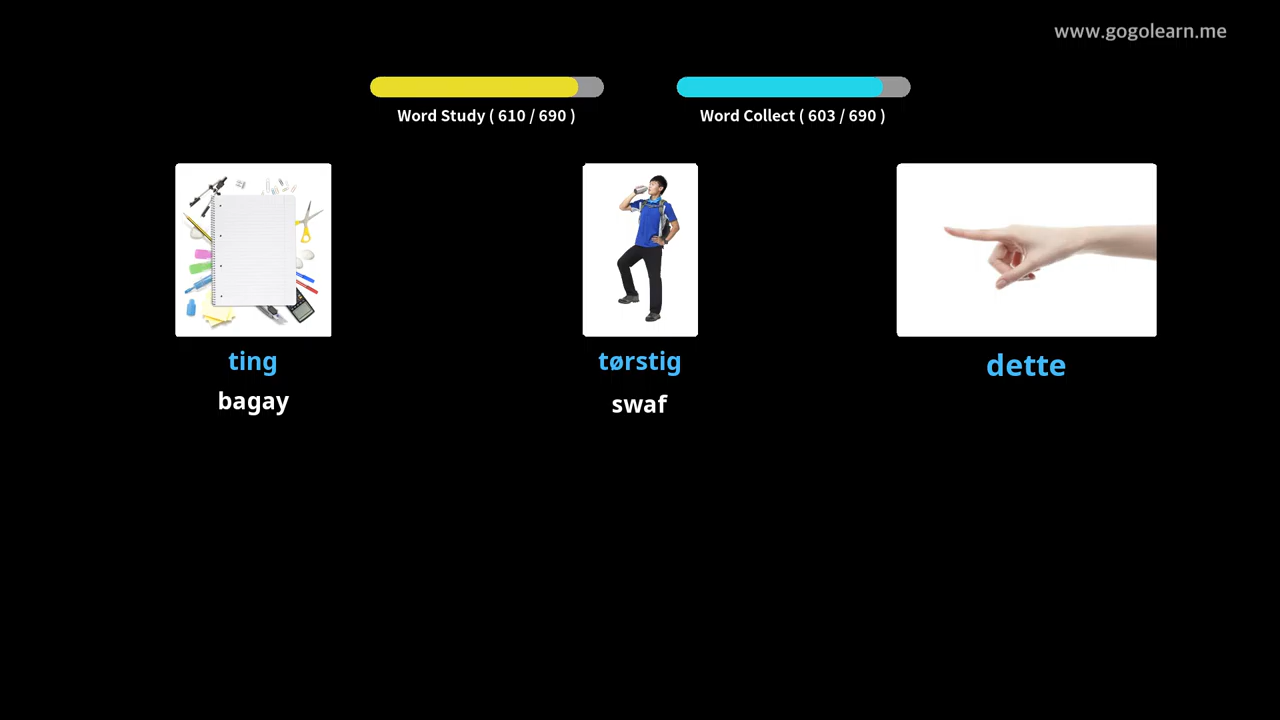 www.gogolearn.me
Word Study ( 610 / 690 )
Word Collect ( 603 / 690 )
ting
bagay
tørstig
swaf
dette